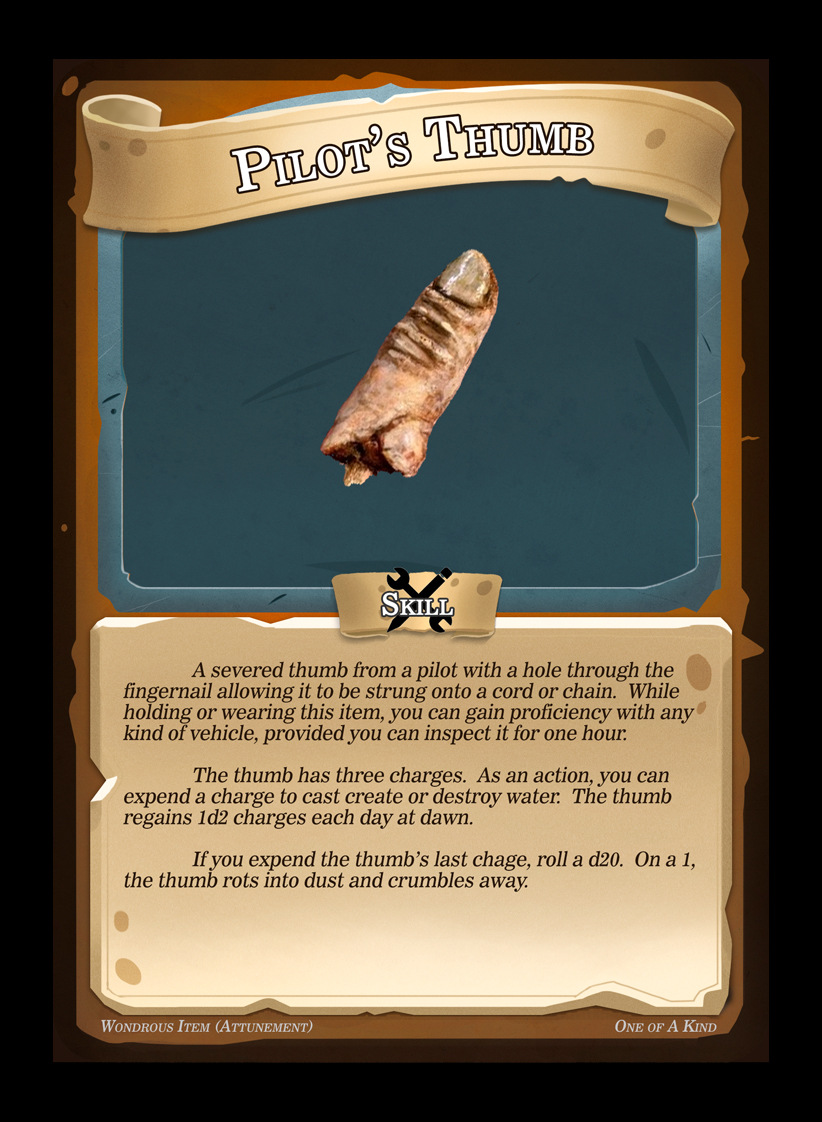 Pilot's Thumb
Skill
A severed thumb from a pilot with a hole through the
fingernail allowing it to be strung onto a cord or chain.  While
holding or wearing this item, you can gain proficiency with any
kind of vehicle, provided you can inspect it for one hour.
The thumb has three charges.  As an action, you can
expend a charge to cast create or destroy water.  The thumb
regains 1d2 charges each day at dawn.
If you expend the thumb's last chage, roll a d20.  On a 1,
the thumb rots into dust and crumbles away.
Wondrous Item (Attunement)
One of A Kind